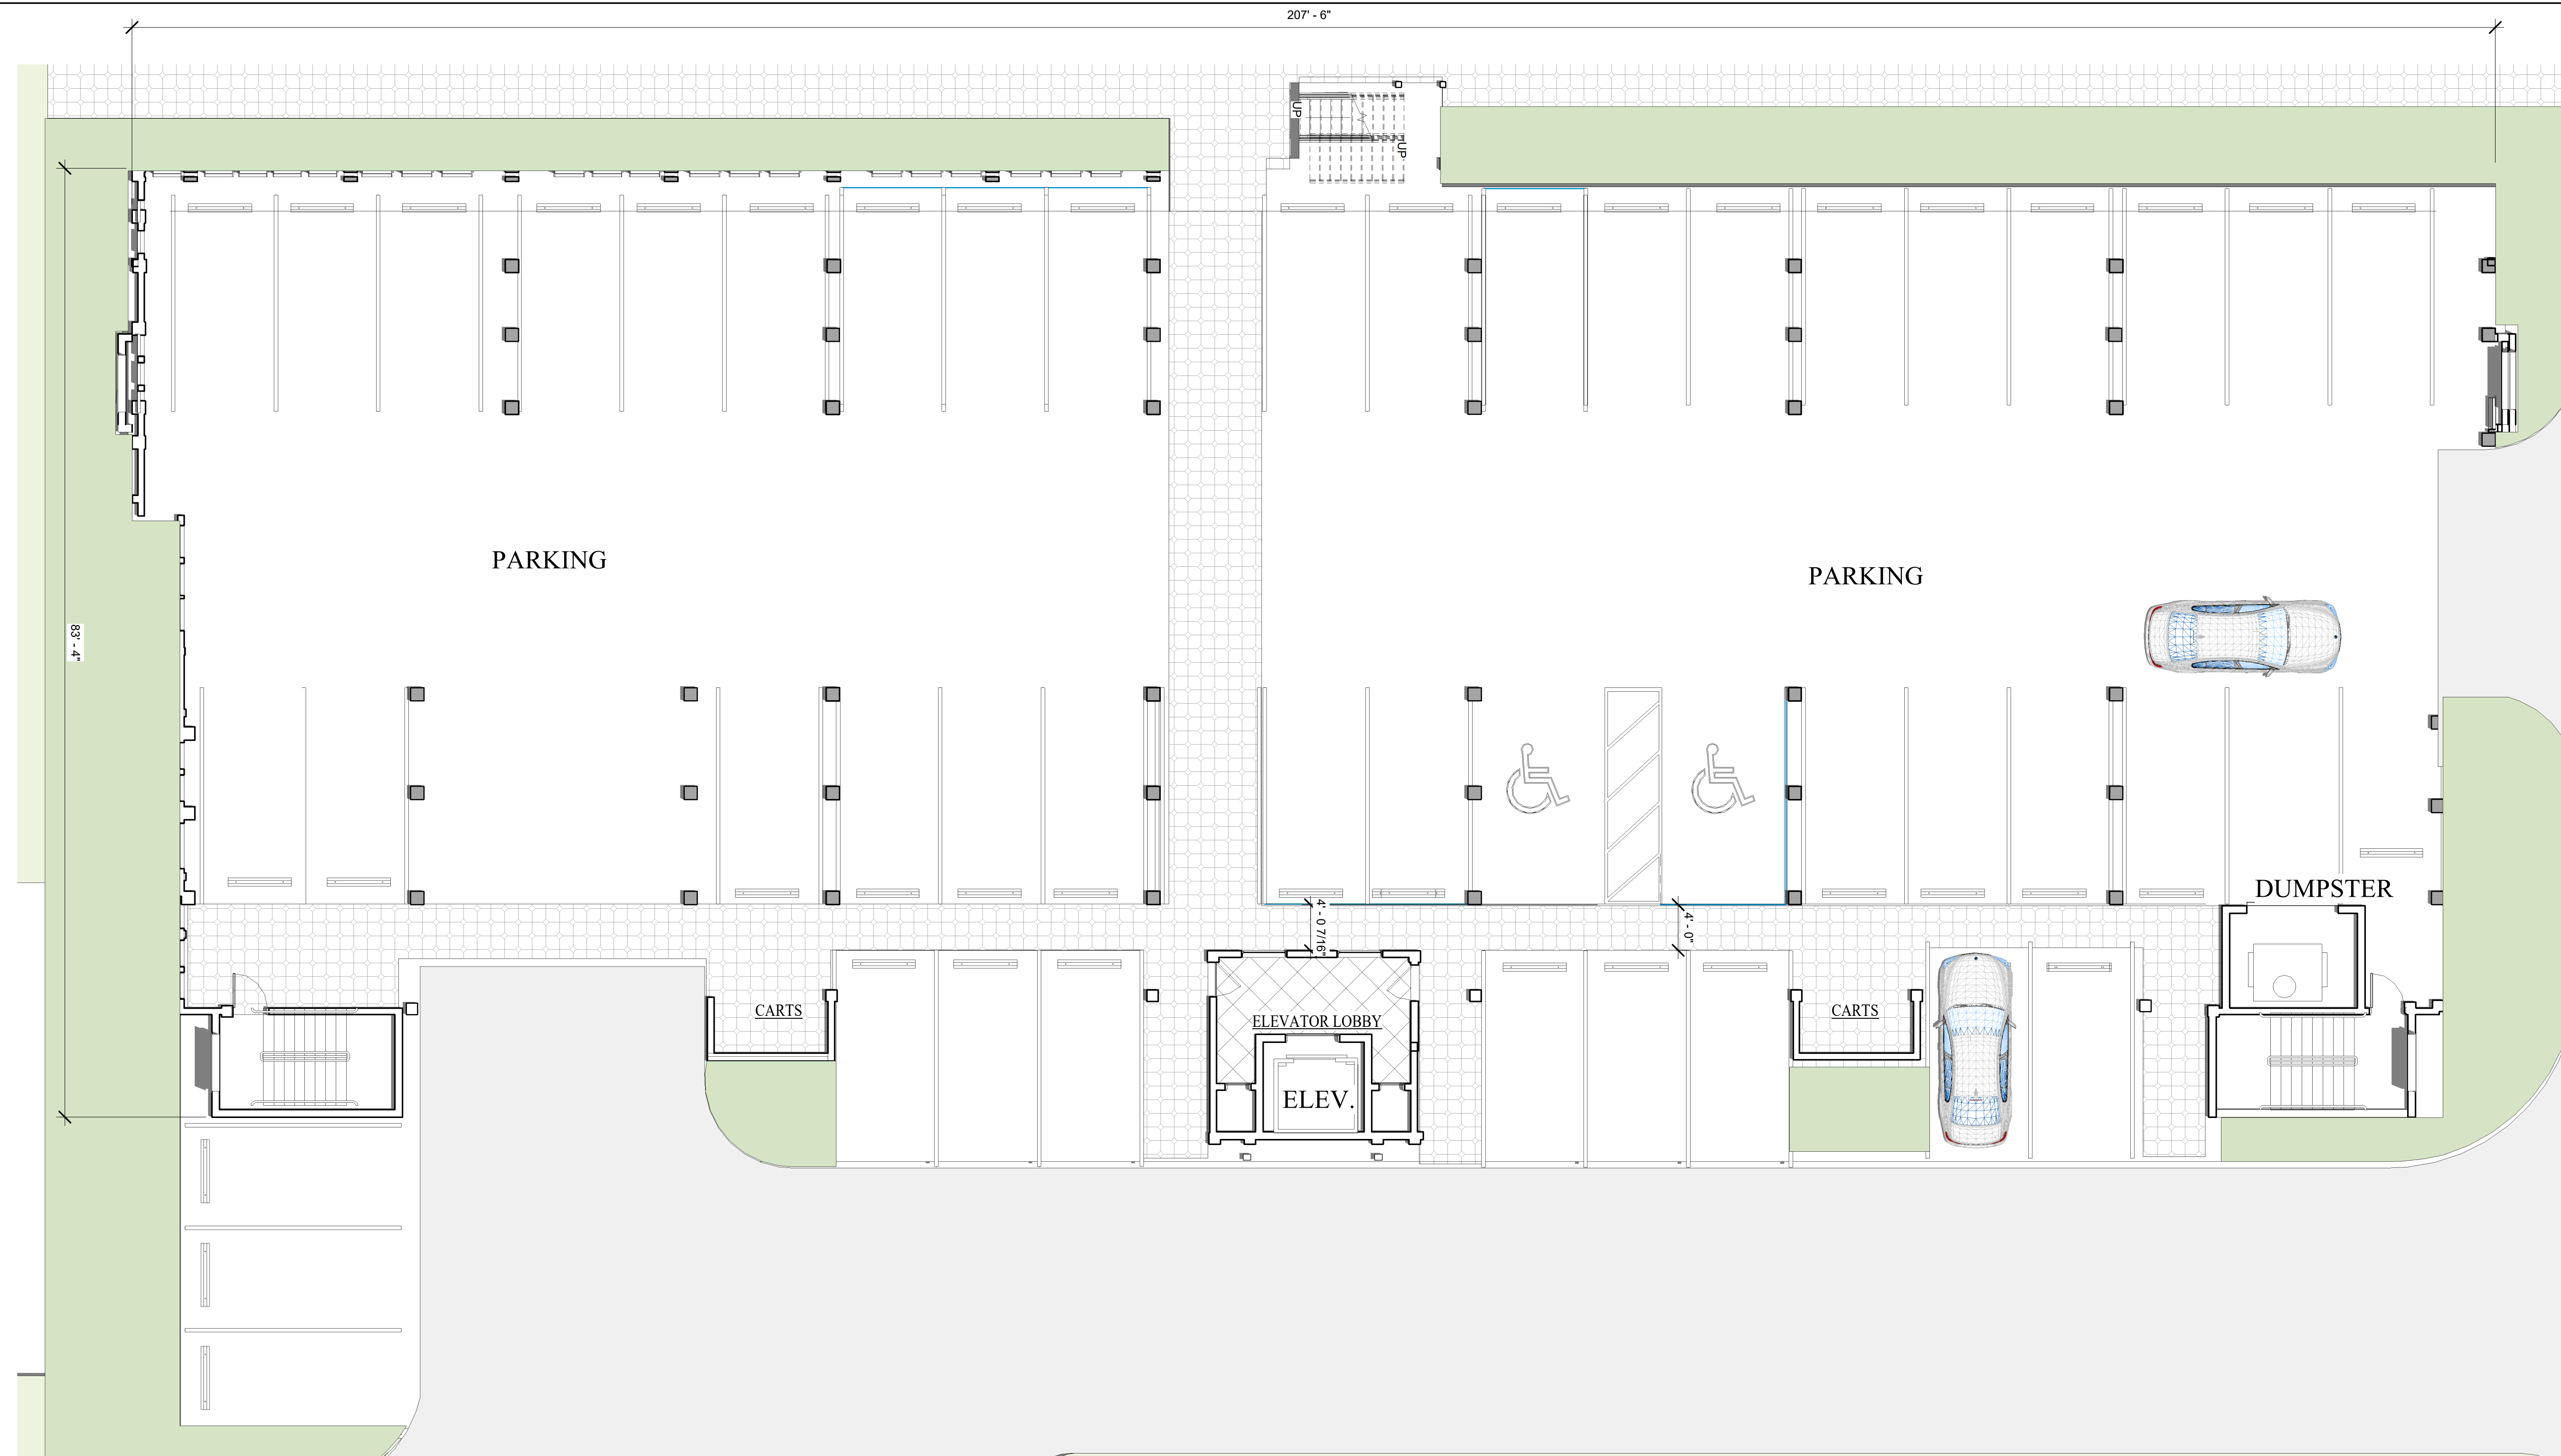 207' - 6"
UP
UP
PARKING
PARKING
83' - 4"
DUMPSTER
4' - 0 7/16"
4' - 0"
CARTS
ELEVATOR LOBBY
CARTS
ELEV.